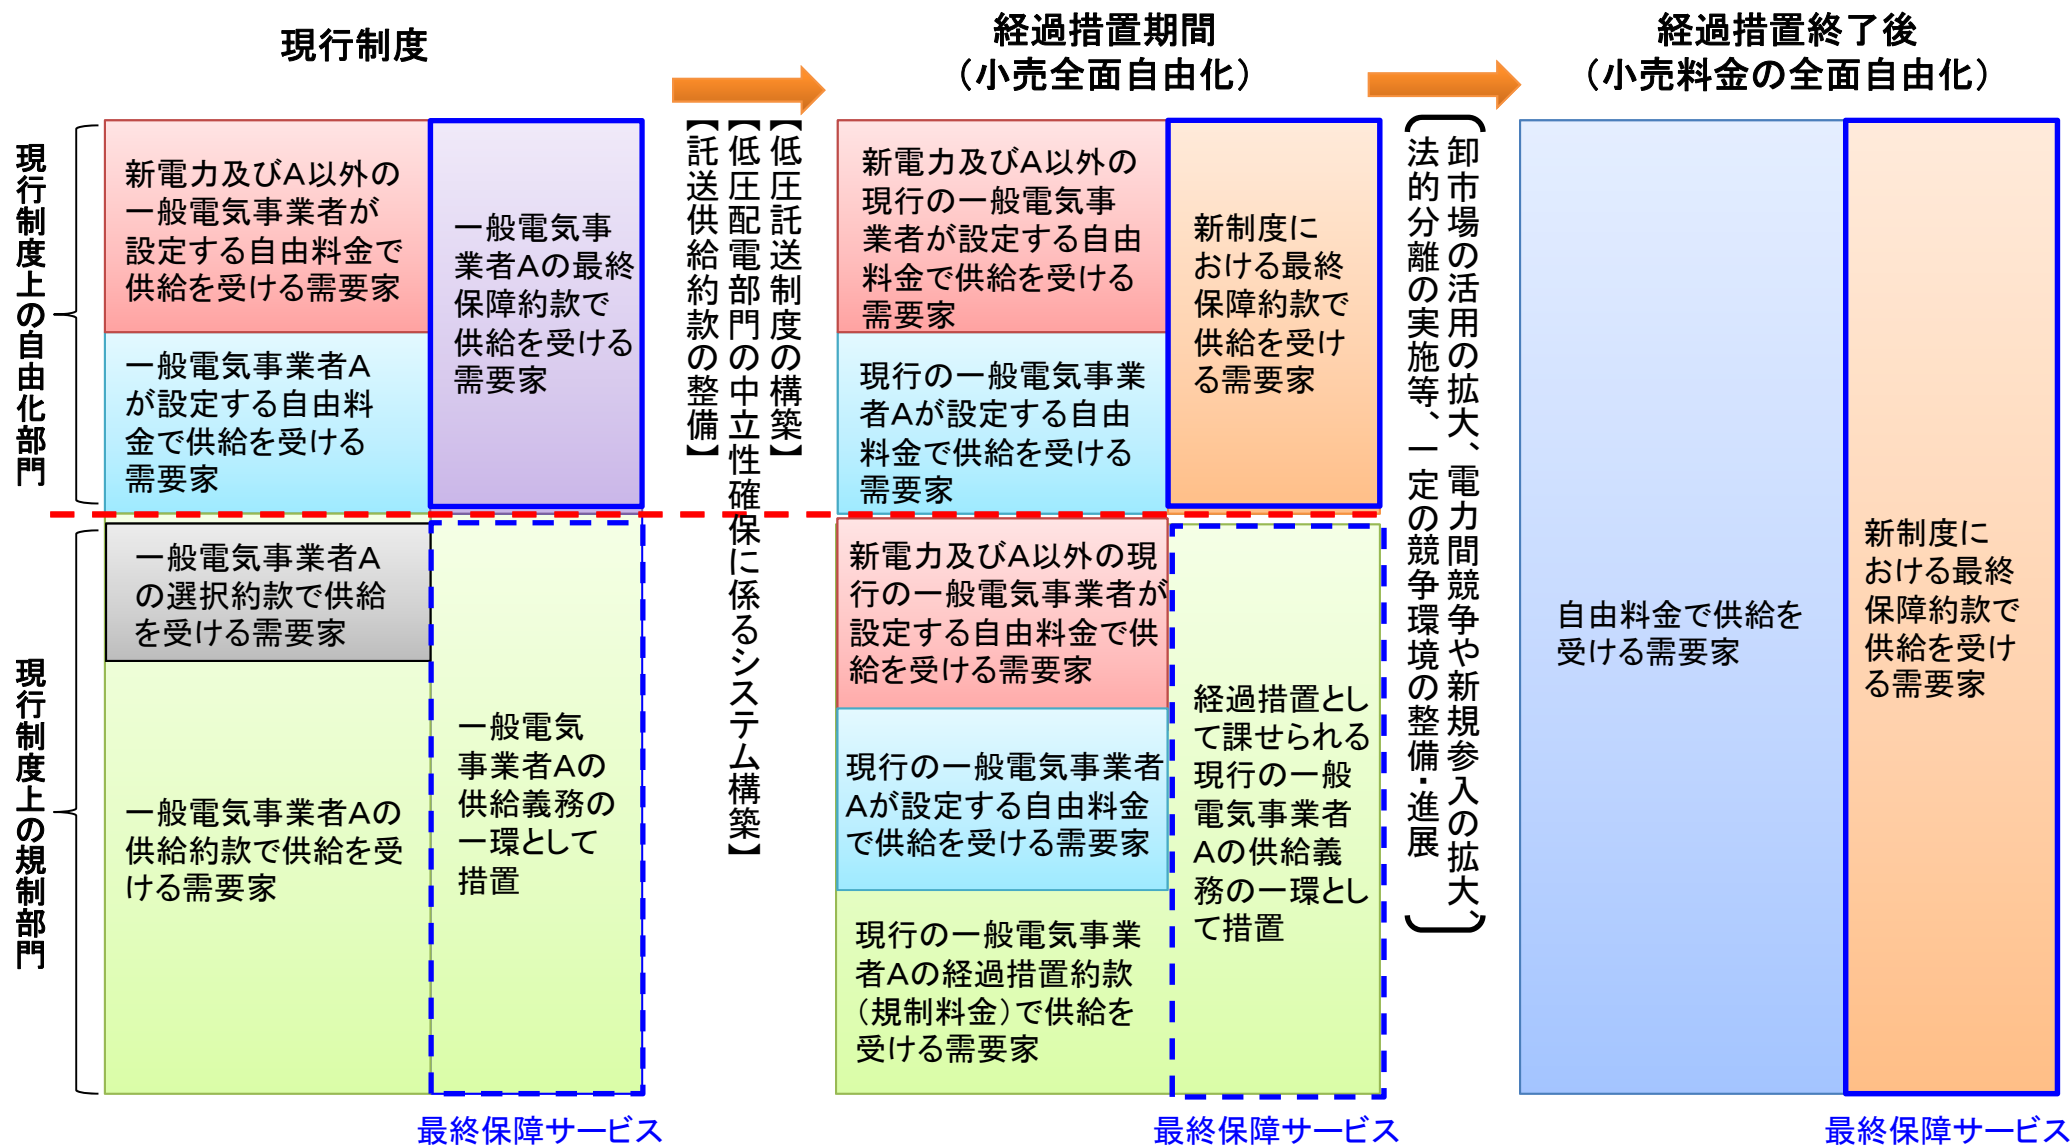 現行制度
経過措置期間
（小売全面自由化）
経過措置終了後
（小売料金の全面自由化）
現行制度上の自由化部門
新電力及びA以外の
一般電気事業者が
設定する自由料金で
供給を受ける需要家
一般電気事業者A
が設定する自由料
金で供給を受ける
需要家
一般電気事
業者Aの最終
保障約款で
供給を受ける
需要家
現行制度上の規制部門
一般電気事業者A
の選択約款で供給
を受ける需要家
一般電気事業者Aの
供給約款で供給を受
ける需要家
一般電気
事業者Aの
供給義務の
一環として
措置
最終保障サービス
【低圧託送制度の構築】
【低圧配電部門の中立性確保に係るシステム構築】
【託送供給約款の整備】
新電力及びA以外の
現行の一般電気事
業者が設定する自由
料金で供給を受ける
需要家
現行の一般電気事業
者Aが設定する自由
料金で供給を受ける
需要家
新制度に
おける最終
保障約款で
供給を受け
る需要家
新電力及びA以外の現
行の一般電気事業者が
設定する自由料金で供
給を受ける需要家
現行の一般電気事業者
Aが設定する自由料金
で供給を受ける需要家
現行の一般電気事業
者Aの経過措置約款
（規制料金）で供給を
受ける需要家
経過措置とし
て課せられる
現行の一般
電気事業者
Aの供給義
務の一環とし
て措置
最終保障サービス
卸市場の活用の拡大、電力間競争や新規参入の拡大、
法的分離の実施等、一定の競争環境の整備・進展
自由料金で供給を
受ける需要家
新制度に
おける最終
保障約款で
供給を受け
る需要家
最終保障サービス